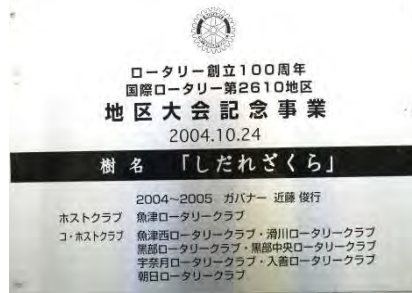 ロータリー創立100周年
国際ロータリー第2610地区
地区大会記念事業
2004.10.24
樹名 「しだれざくら」
2004～2005 ガバナー 近藤 俊行
ホストクラブ 魚津ロータリークラブ
コ・ホストクラブ 魚津西ロータリークラブ・滑川ロータリークラブ
黒部ロータリークラブ・黒部中央ロータリークラブ
宇奈月ロータリークラブ・入善ロータリークラブ
朝日ロータリークラブ